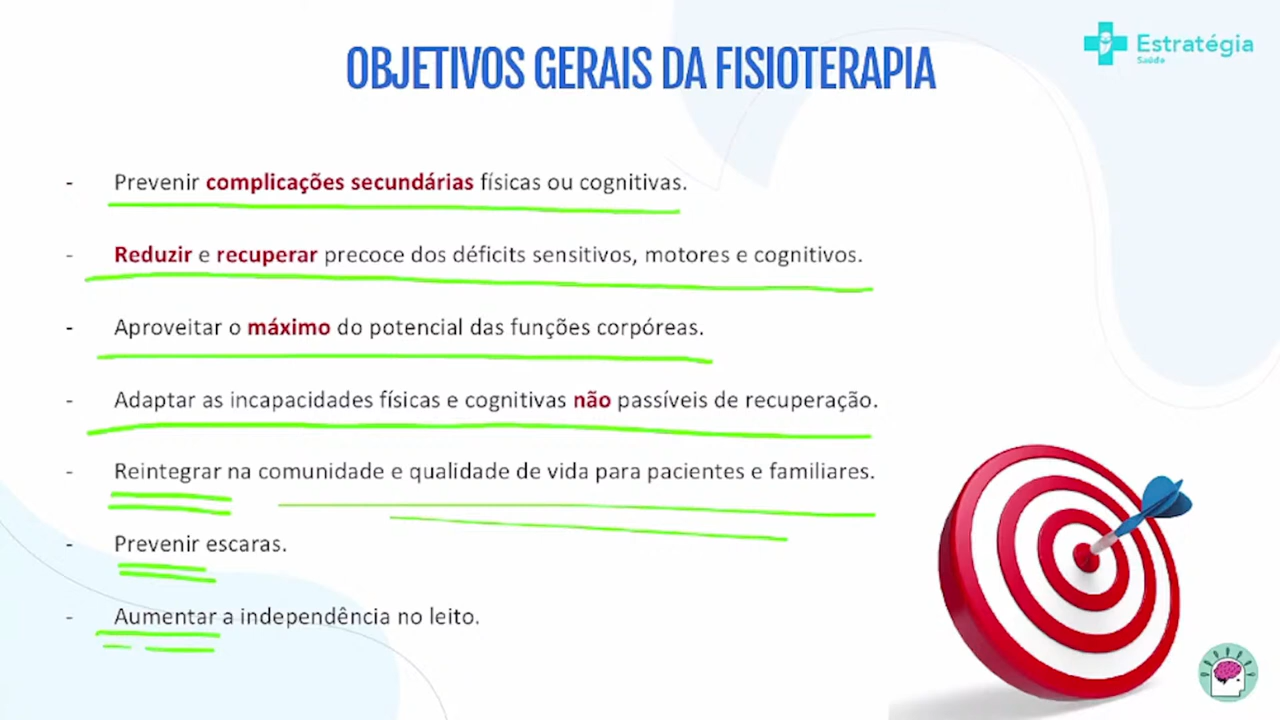 OBJETIVOS GERAIS DA FISIOTERAPIA
Estratégia
Saúde
- Prevenir complicações secundárias físicas ou cognitivas.
- Reduzir e recuperar precoce dos déficits sensitivos, motores e cognitivos.
- Aproveitar o máximo do potencial das funções corpóreas.
- Adaptar as incapacidades físicas e cognitivas não passíveis de recuperação.
- Reintegrar na comunidade e qualidade de vida para pacientes e familiares.
- Prevenir escaras.
- Aumentar a independência no leito.